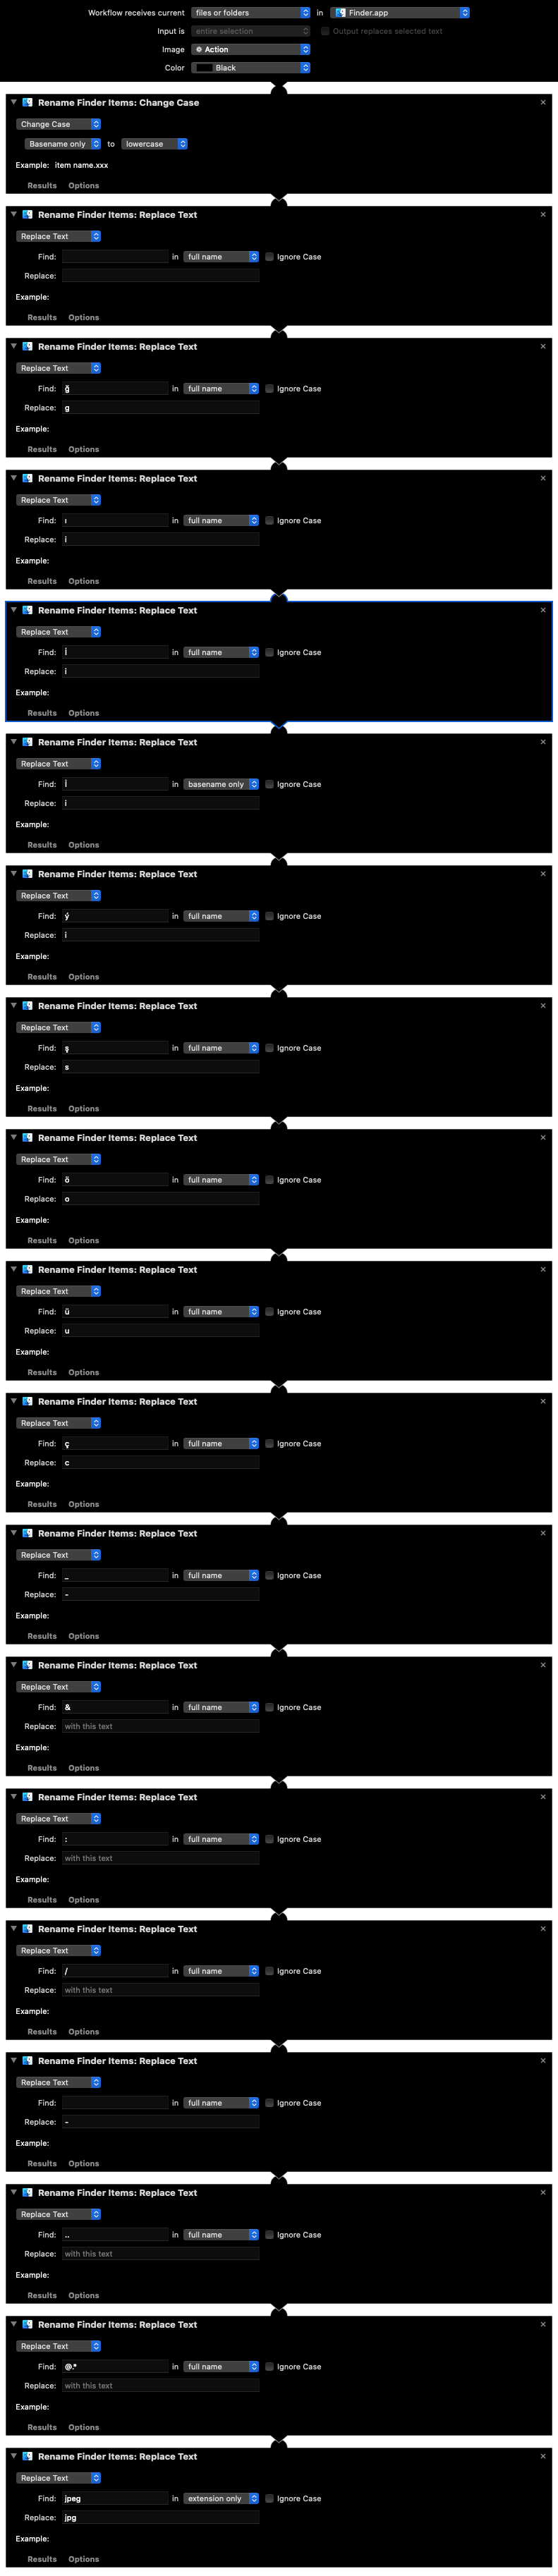 Workflow receives current files or folders in Finder.app
Input is entire selection Output replaces selected text
Image Action
Color Black
Rename Finder Items: Change Case
Change Case
Basename only to lowercase
Example: item name.xxx
Results Options
Rename Finder Items: Replace Text
Replace Text
Find: in full name Ignore Case
Replace:
Example:
Results Options
Rename Finder Items: Replace Text
Replace Text
Find: ğ in full name Ignore Case
Replace: g
Example:
Results Options
Rename Finder Items: Replace Text
Replace Text
Find: ı in full name Ignore Case
Replace: i
Example:
Results Options
Rename Finder Items: Replace Text
Replace Text
Find: İ in full name Ignore Case
Replace: i
Example:
Results Options
Rename Finder Items: Replace Text
Replace Text
Find: İ in basename only Ignore Case
Replace: i
Example:
Results Options
Rename Finder Items: Replace Text
Replace Text
Find: ý in full name Ignore Case
Replace: i
Example:
Results Options
Rename Finder Items: Replace Text
Replace Text
Find: ş in full name Ignore Case
Replace: s
Example:
Results Options
Rename Finder Items: Replace Text
Replace Text
Find: ö in full name Ignore Case
Replace: o
Example:
Results Options
Rename Finder Items: Replace Text
Replace Text
Find: ü in full name Ignore Case
Replace: u
Example:
Results Options
Rename Finder Items: Replace Text
Replace Text
Find: ç in full name Ignore Case
Replace: c
Example:
Results Options
Rename Finder Items: Replace Text
Replace Text
Find: _ in full name Ignore Case
Replace: -
Example:
Results Options
Rename Finder Items: Replace Text
Replace Text
Find: & in full name Ignore Case
Replace: with this text
Example:
Results Options
Rename Finder Items: Replace Text
Replace Text
Find: : in full name Ignore Case
Replace: with this text
Example:
Results Options
Rename Finder Items: Replace Text
Replace Text
Find: / in full name Ignore Case
Replace: with this text
Example:
Results Options
Rename Finder Items: Replace Text
Replace Text
Find: in full name Ignore Case
Replace: -
Example:
Results Options
Rename Finder Items: Replace Text
Replace Text
Find: .. in full name Ignore Case
Replace: with this text
Example:
Results Options
Rename Finder Items: Replace Text
Replace Text
Find: @.* in full name Ignore Case
Replace: with this text
Example:
Results Options
Rename Finder Items: Replace Text
Replace Text
Find: jpeg in extension only Ignore Case
Replace: jpg
Example:
Results Options